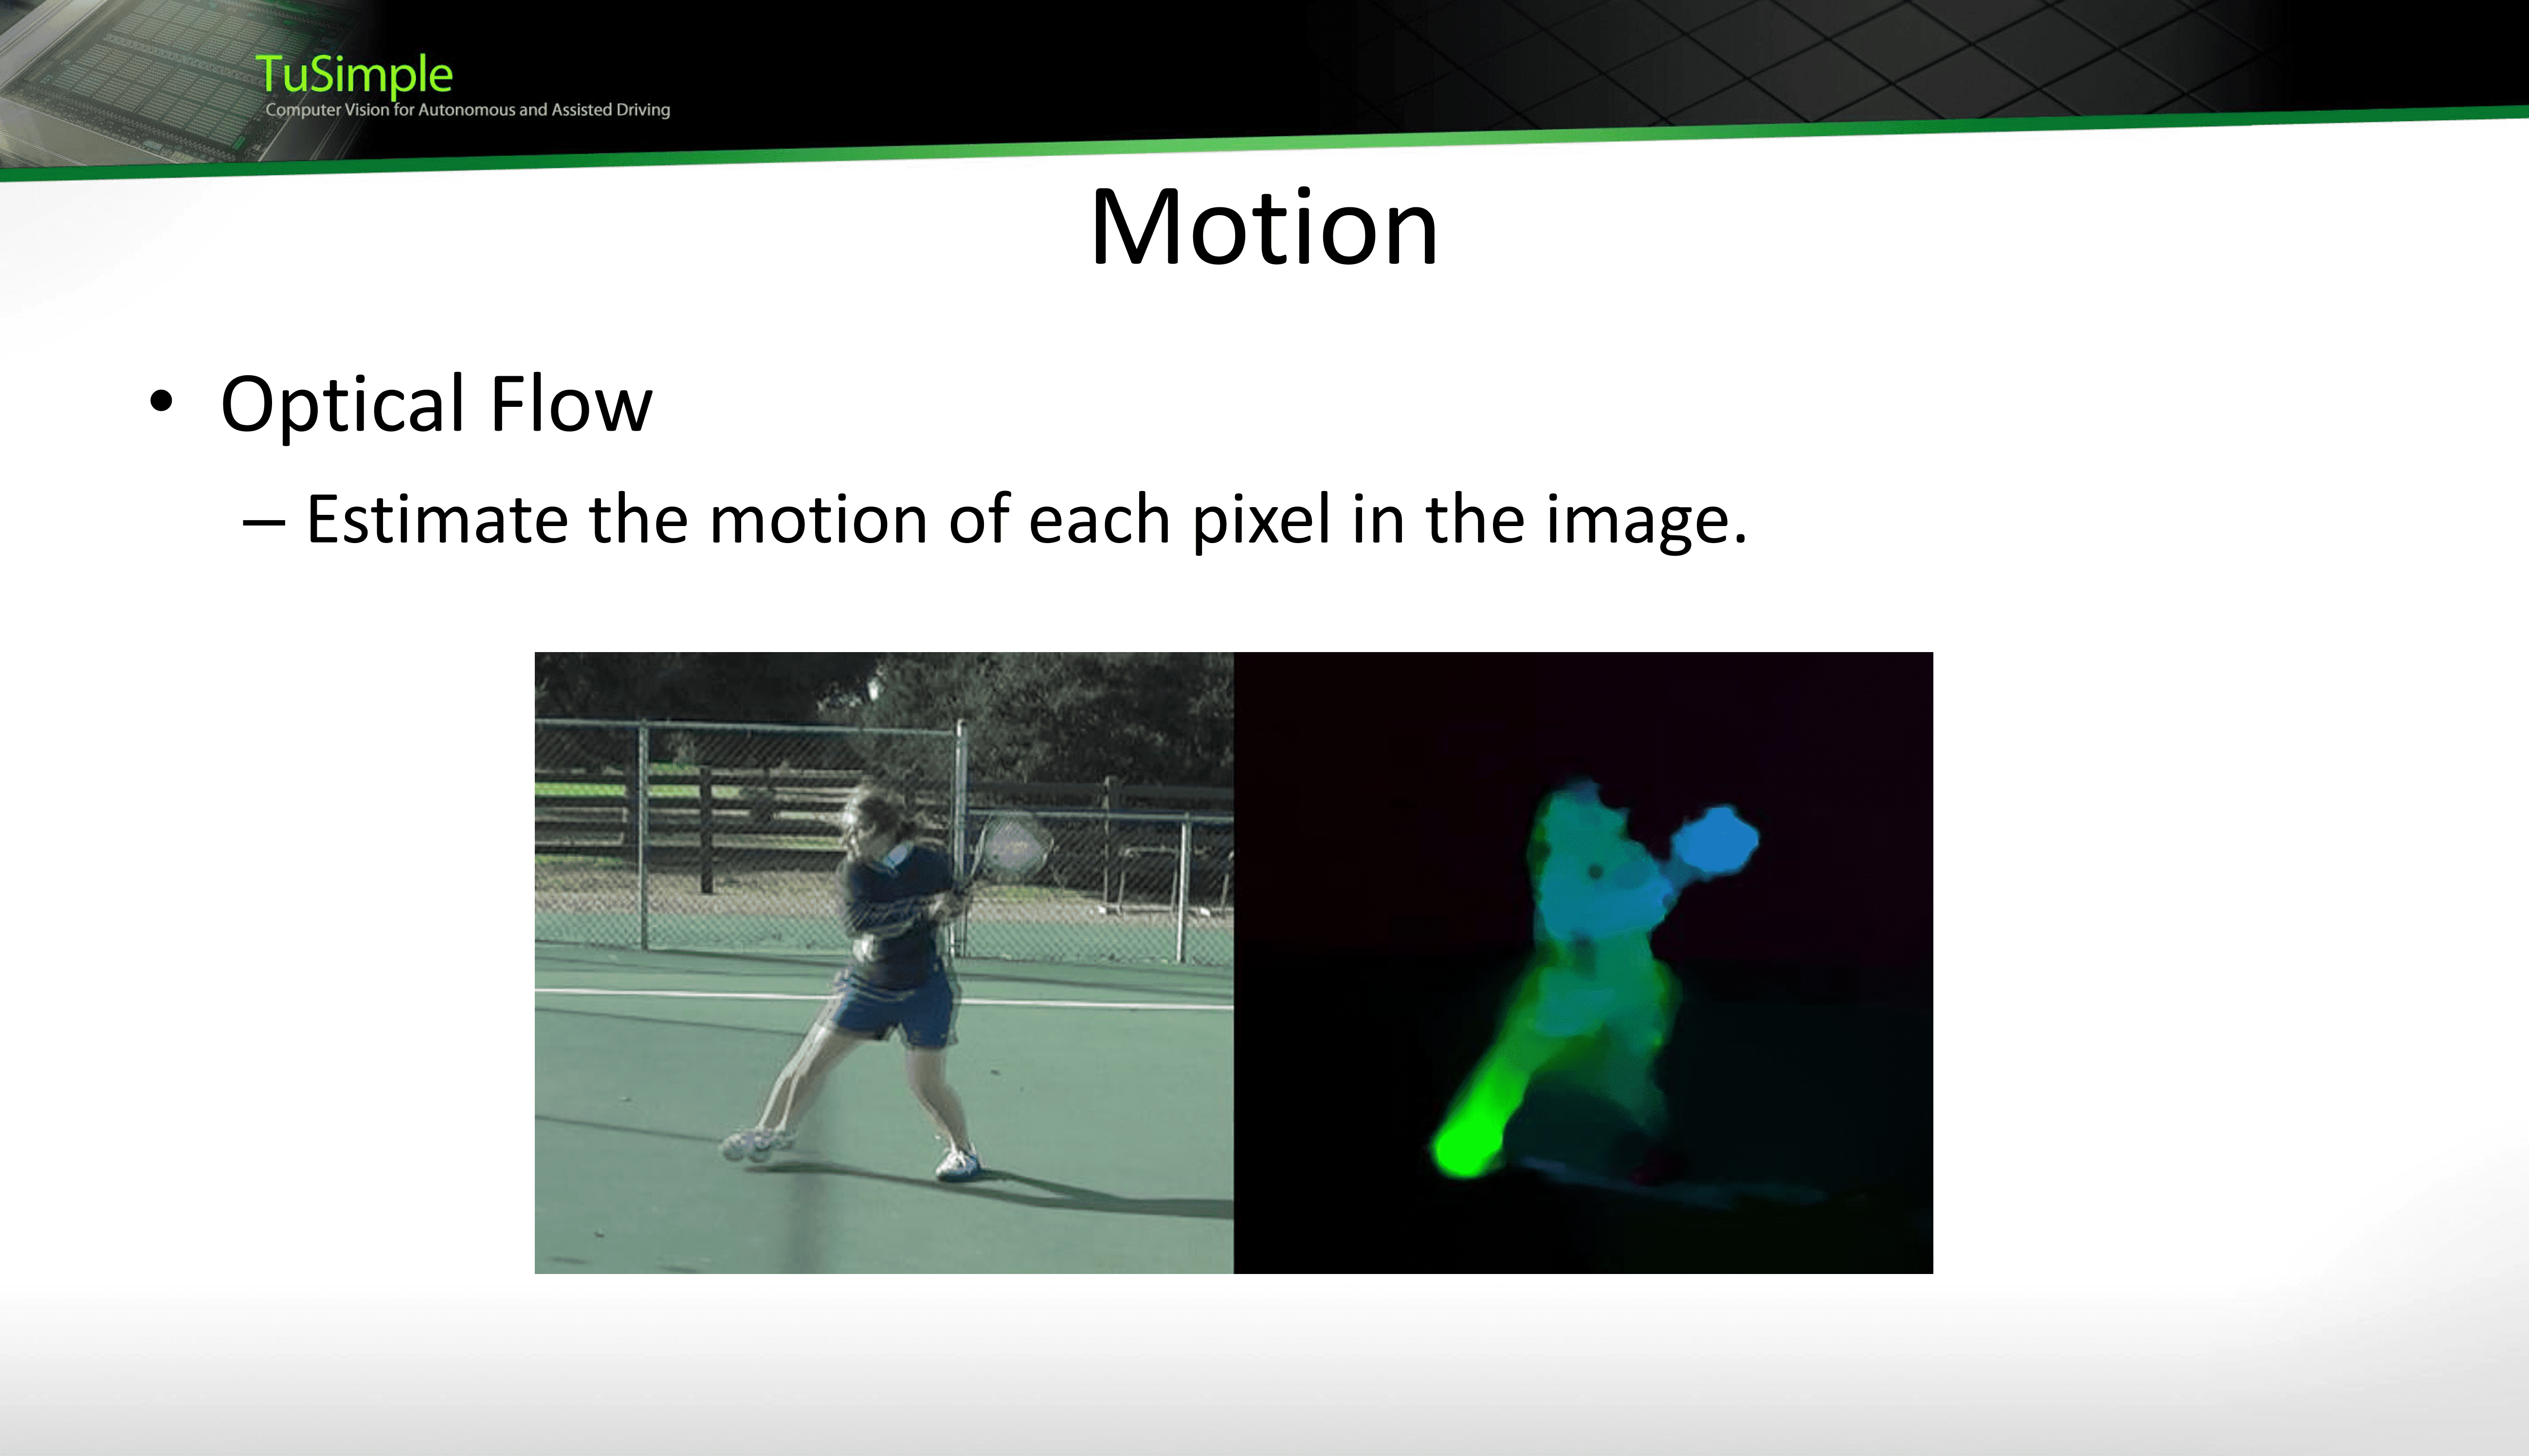 TuSimple
Computer Vision for Autonomous and Assisted Driving
Motion
• Optical Flow
– Estimate the motion of each pixel in the image.